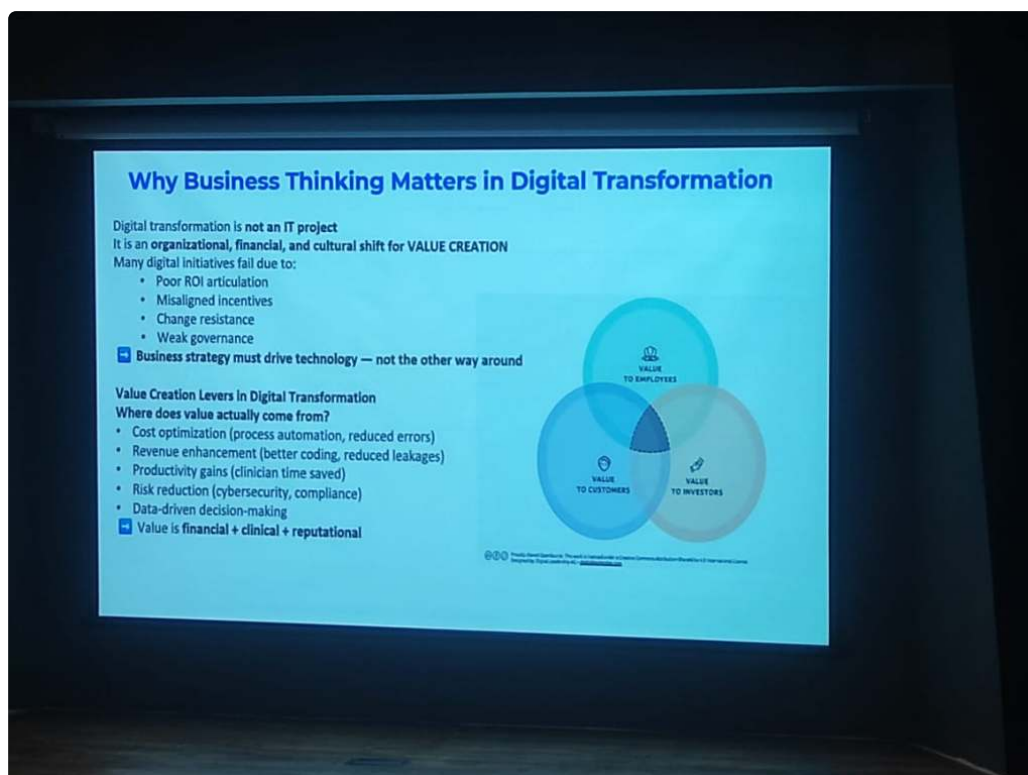 Why Business Thinking Matters in Digital Transformation
Digital transformation is not an IT project
It is an organizational, financial, and cultural shift for VALUE CREATION
Many digital initiatives fail due to:
• Poor ROI articulation
• Misaligned incentives
• Change resistance
• Weak governance
➡ Business strategy must drive technology — not the other way around
Value Creation Levers in Digital Transformation
Where does value actually come from?
• Cost optimization (process automation, reduced errors)
• Revenue enhancement (better coding, reduced leakages)
• Productivity gains (clinician time saved)
• Risk reduction (cybersecurity, compliance)
• Data-driven decision-making
➡ Value is financial + clinical + reputational
VALUE
TO EMPLOYEES
VALUE
TO CUSTOMERS
VALUE
TO INVESTORS